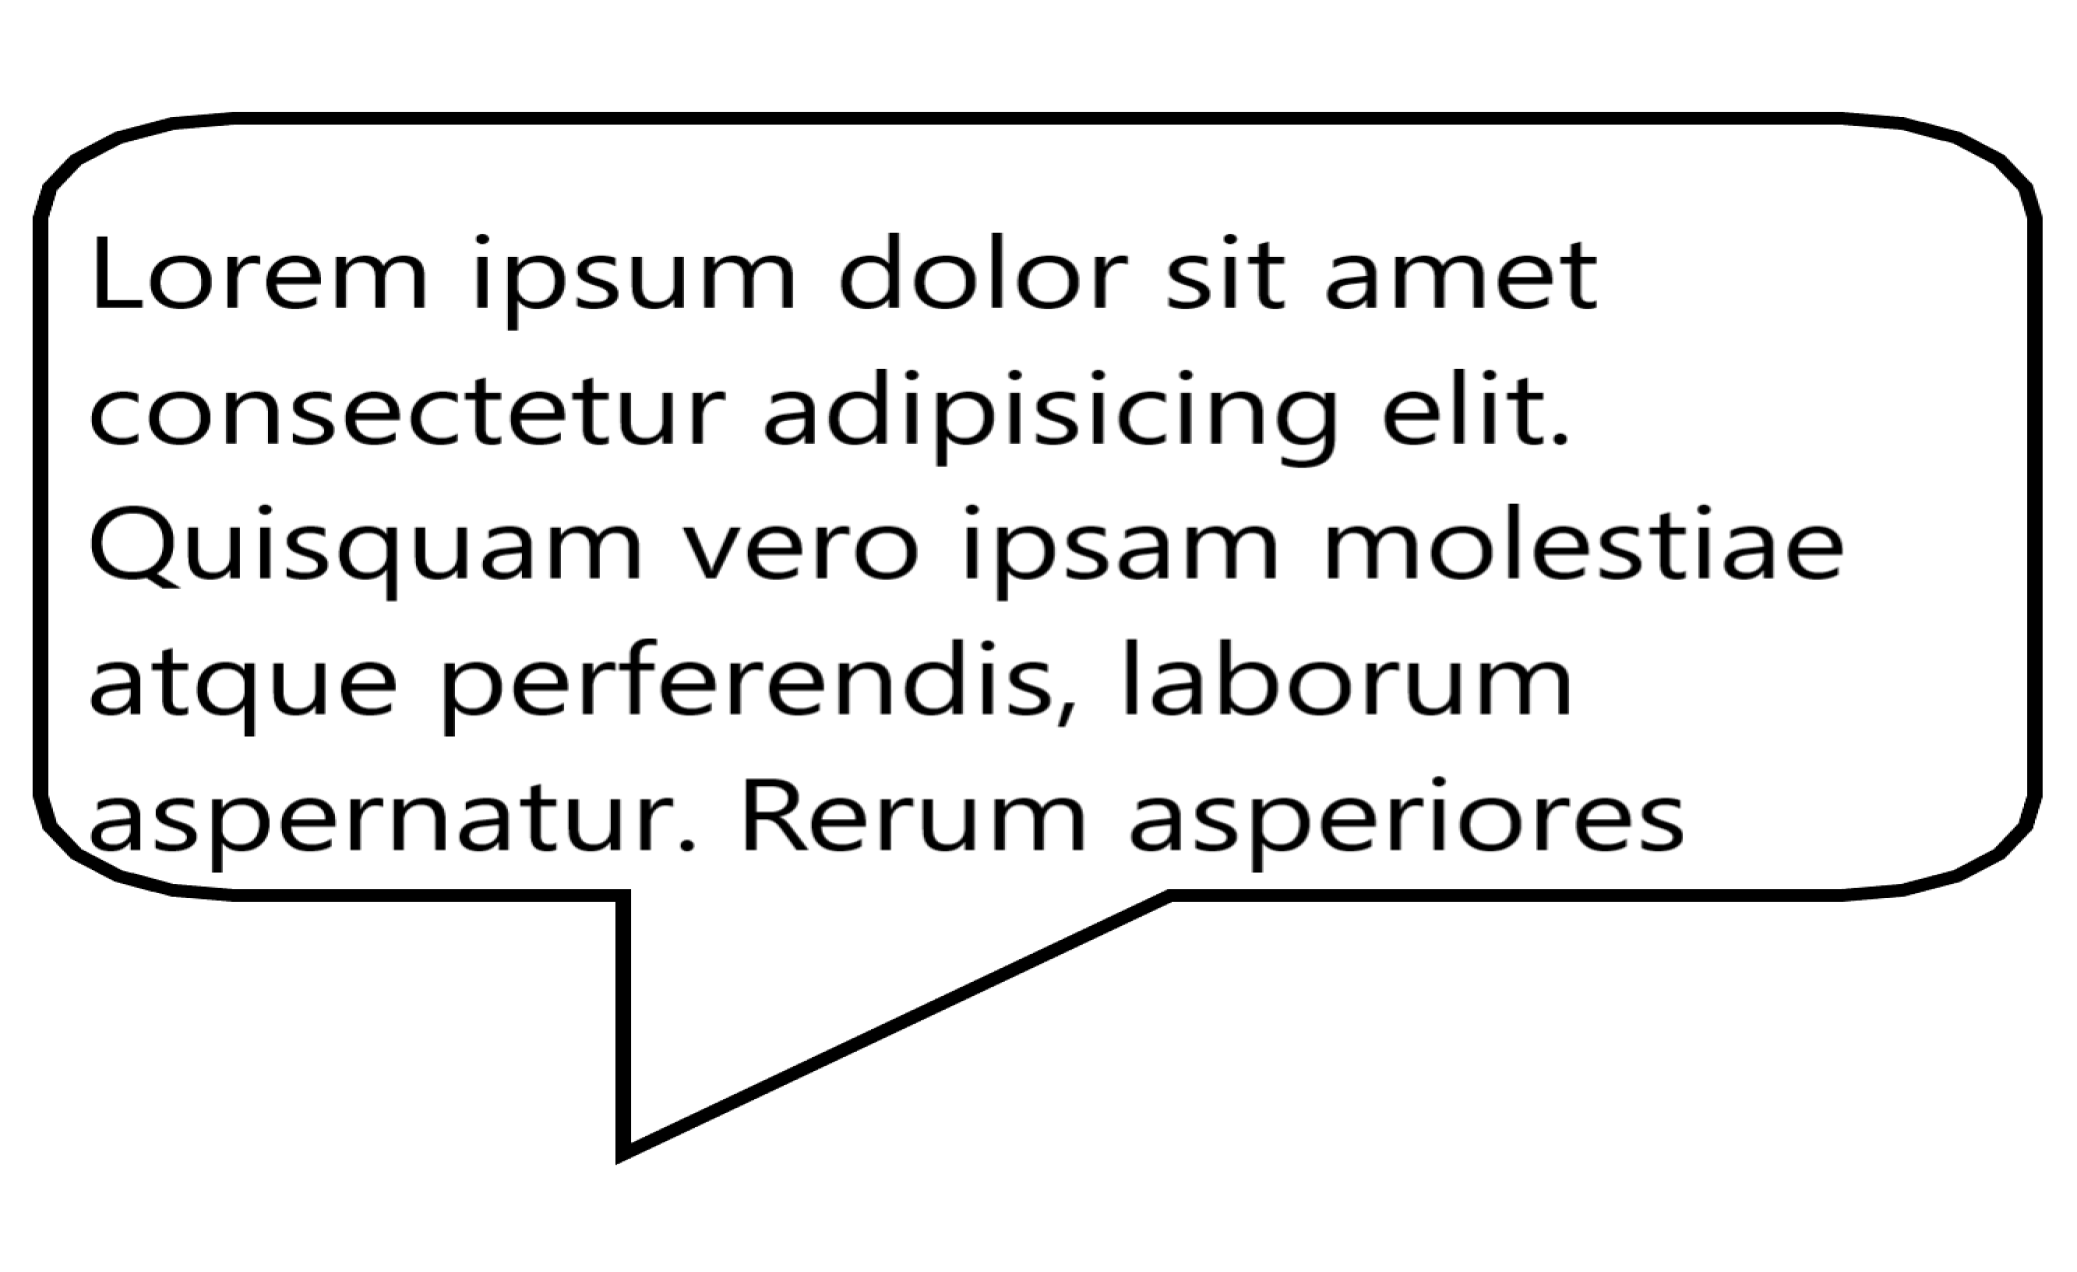 Lorem ipsum dolor sit amet
consectetur adipisicing elit.
Quisquam vero ipsam molestiae
atque perferendis, laborum
aspernatur. Rerum asperiores